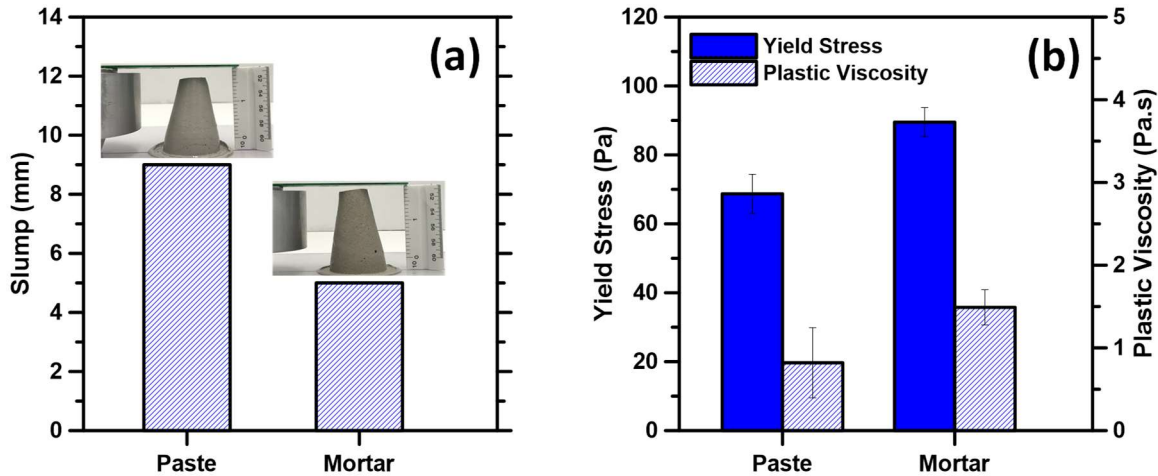 14
12
10
8
6
4
2
0
Slump (mm)
(a)
Paste
Mortar
120
100
80
60
40
20
0
Yield Stress (Pa)
Yield Stress
Plastic Viscosity
(b)
5
4
3
2
1
0
Plastic Viscosity (Pa.s)
Paste
Mortar